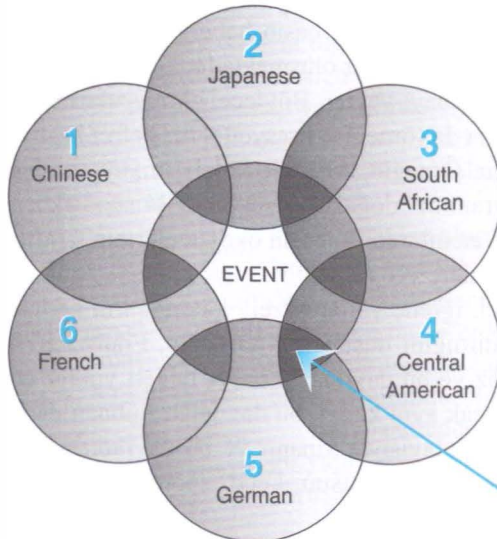 1
Chinese
2
Japanese
3
South
African
4
Central
American
5
German
6
French
EVENT